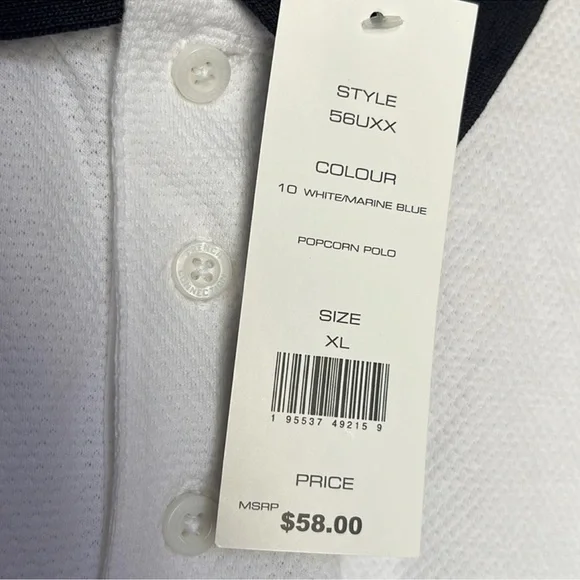 STYLE
56UXX
COLOUR
10 WHITE/MARINE BLUE
POPCORN POLO
SIZE
XL
1 95537 49215 9
PRICE
MSRP $58.00